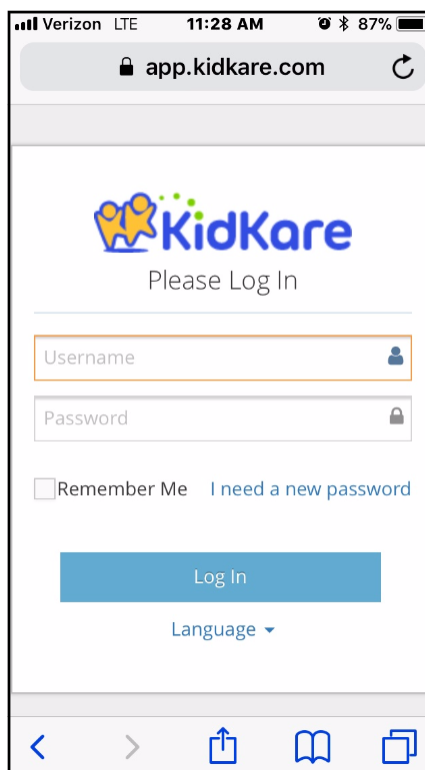 Verizon LTE 11:28 AM 87%
app.kidkare.com
KidKare
Please Log In
Username
Password
Remember Me I need a new password
Log In
Language